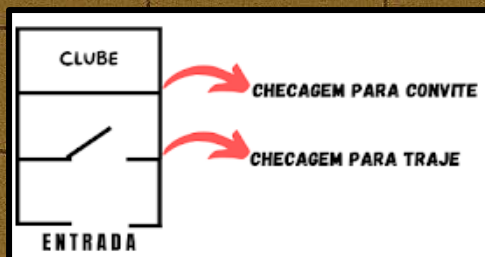 CLUBE
CHECAGEM PARA CONVITE
CHECAGEM PARA TRAJE
ENTRADA